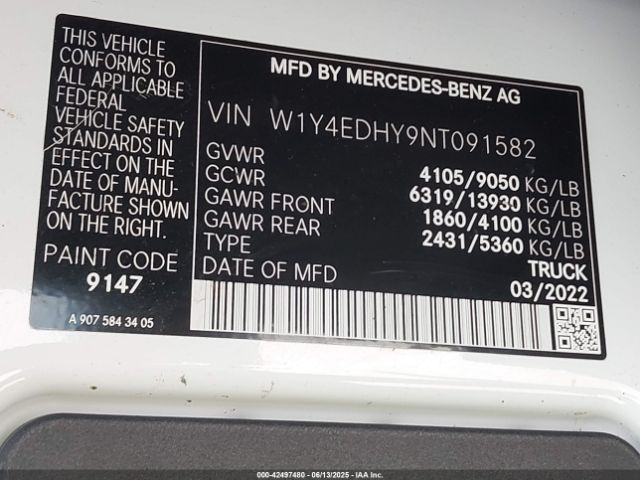 THIS VEHICLE
CONFORMS TO
ALL APPLICABLE
FEDERAL
VEHICLE SAFETY
STANDARDS IN
EFFECT ON THE
DATE OF MANU-
FACTURE SHOWN
ON THE RIGHT.
PAINT CODE
9147
A 907 584 34 05
MFD BY MERCEDES-BENZ AG
VIN W1Y4EDHY9NT091582
GVWR 4105/9050 KG/LB
GCWR 6319/13930 KG/LB
GAWR FRONT 1860/4100 KG/LB
GAWR REAR 2431/5360 KG/LB
TYPE TRUCK
DATE OF MFD 03/2022
000-42497480 - 06/13/2025 - IAAI.COM